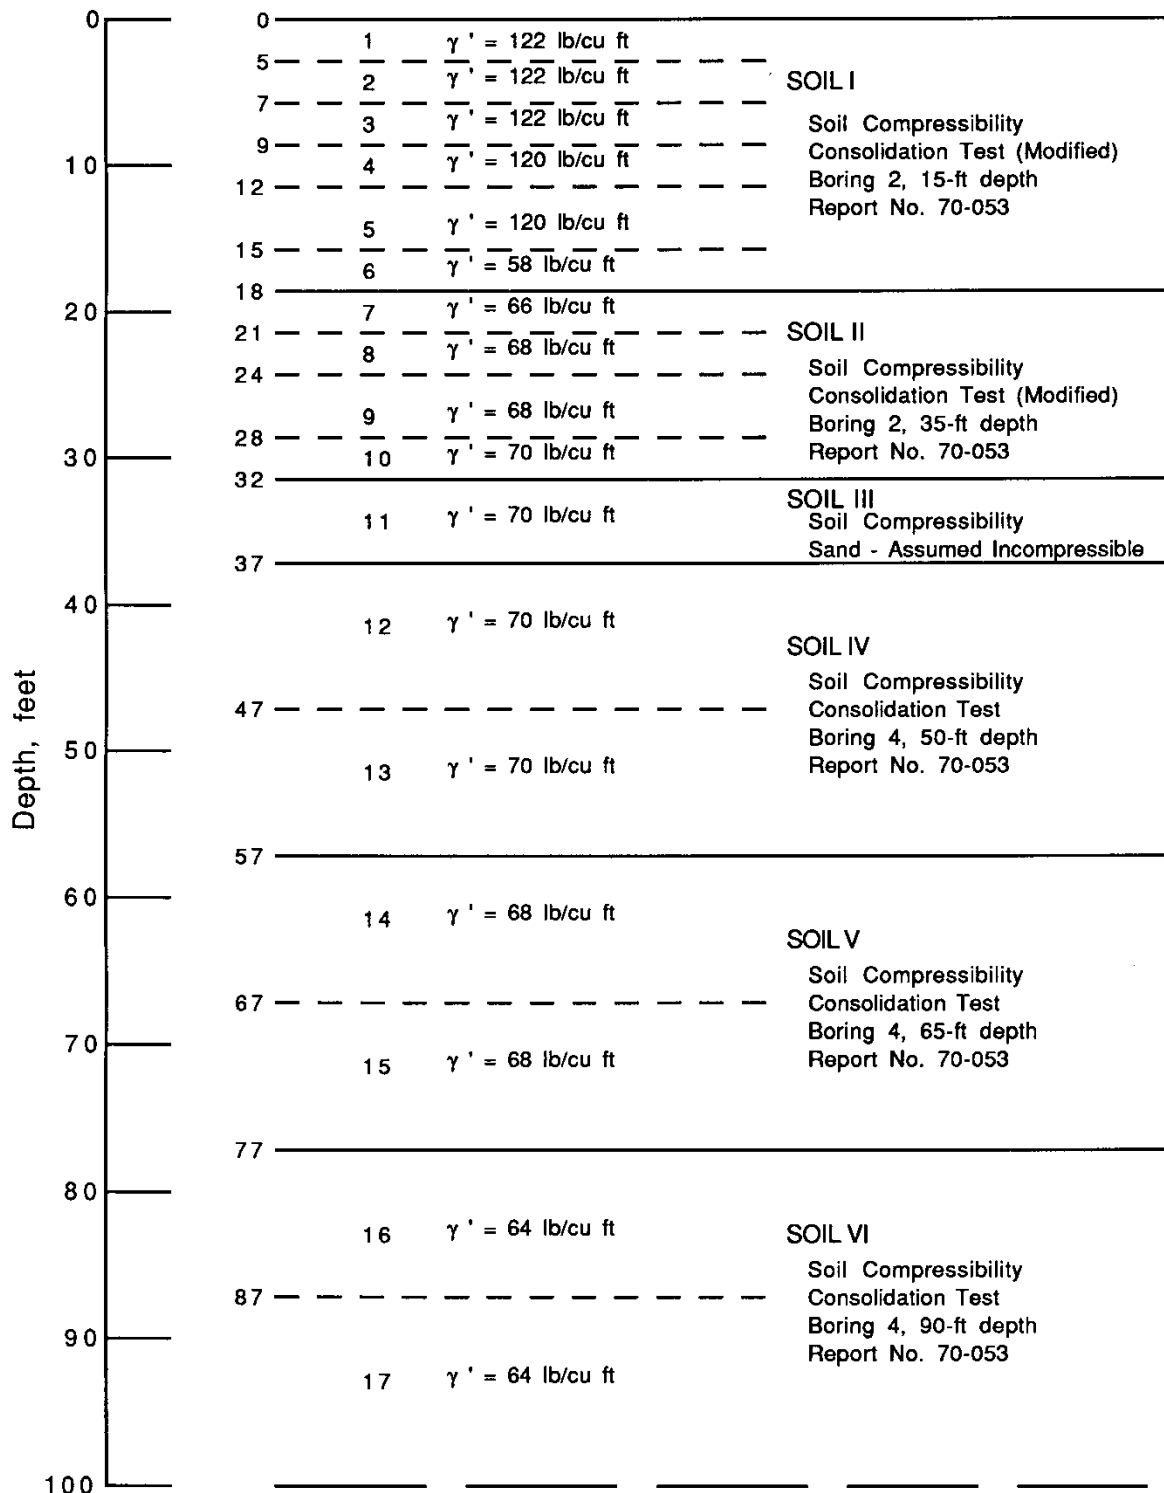 0
0
1 γ ' = 122 lb/cu ft
5
2 γ ' = 122 lb/cu ft
SOIL I
7
3 γ ' = 122 lb/cu ft
Soil Compressibility
9
Consolidation Test (Modified)
10
4 γ ' = 120 lb/cu ft
Boring 2, 15-ft depth
12
Report No. 70-053
5 γ ' = 120 lb/cu ft
15
6 γ ' = 58 lb/cu ft
18
20
7 γ ' = 66 lb/cu ft
21
SOIL II
8 γ ' = 68 lb/cu ft
Soil Compressibility
24
Consolidation Test (Modified)
9 γ ' = 68 lb/cu ft
Boring 2, 35-ft depth
28
Report No. 70-053
30
10 γ ' = 70 lb/cu ft
32
SOIL III
11 γ ' = 70 lb/cu ft
Soil Compressibility
Sand - Assumed Incompressible
37
40
12 γ ' = 70 lb/cu ft
SOIL IV
Soil Compressibility
47
Consolidation Test
Boring 4, 50-ft depth
50
13 γ ' = 70 lb/cu ft
Report No. 70-053
Depth, feet
57
60
14 γ ' = 68 lb/cu ft
SOIL V
Soil Compressibility
67
Consolidation Test
Boring 4, 65-ft depth
70
15 γ ' = 68 lb/cu ft
Report No. 70-053
77
80
16 γ ' = 64 lb/cu ft
SOIL VI
Soil Compressibility
87
Consolidation Test
Boring 4, 90-ft depth
90
Report No. 70-053
17 γ ' = 64 lb/cu ft
100